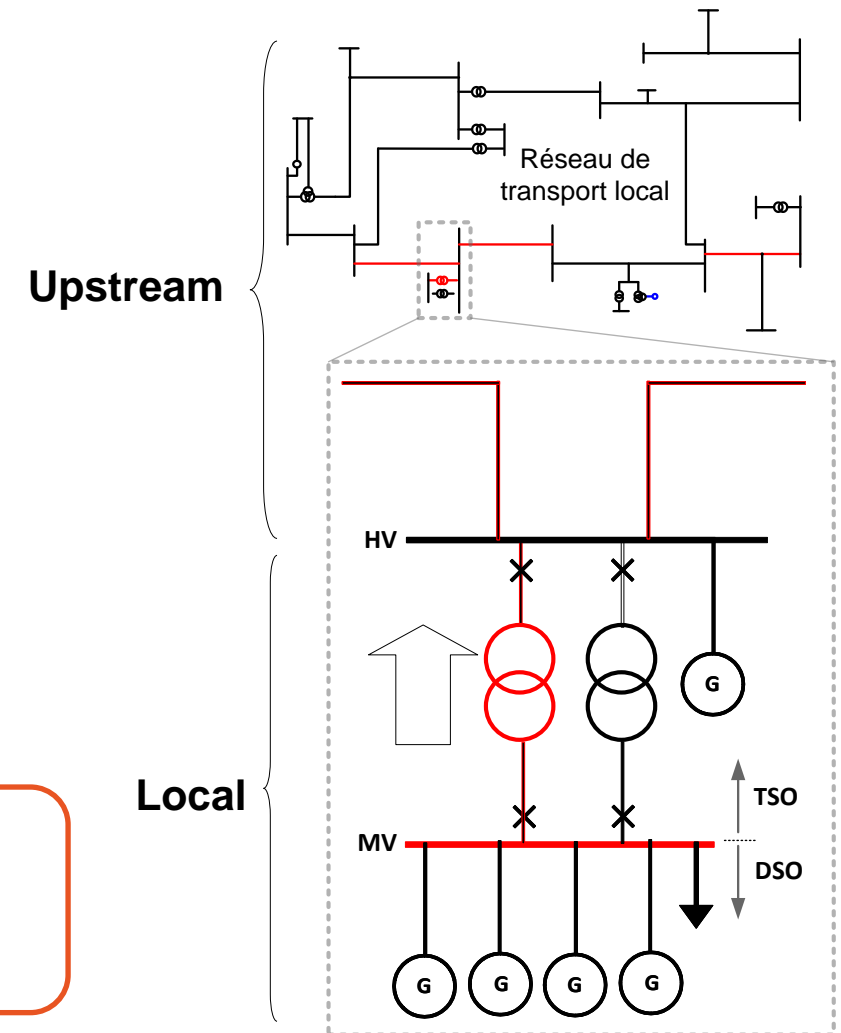 Réseau de
transport local
Upstream
HV
G
Local
TSO
MV
DSO
G
G
G
G